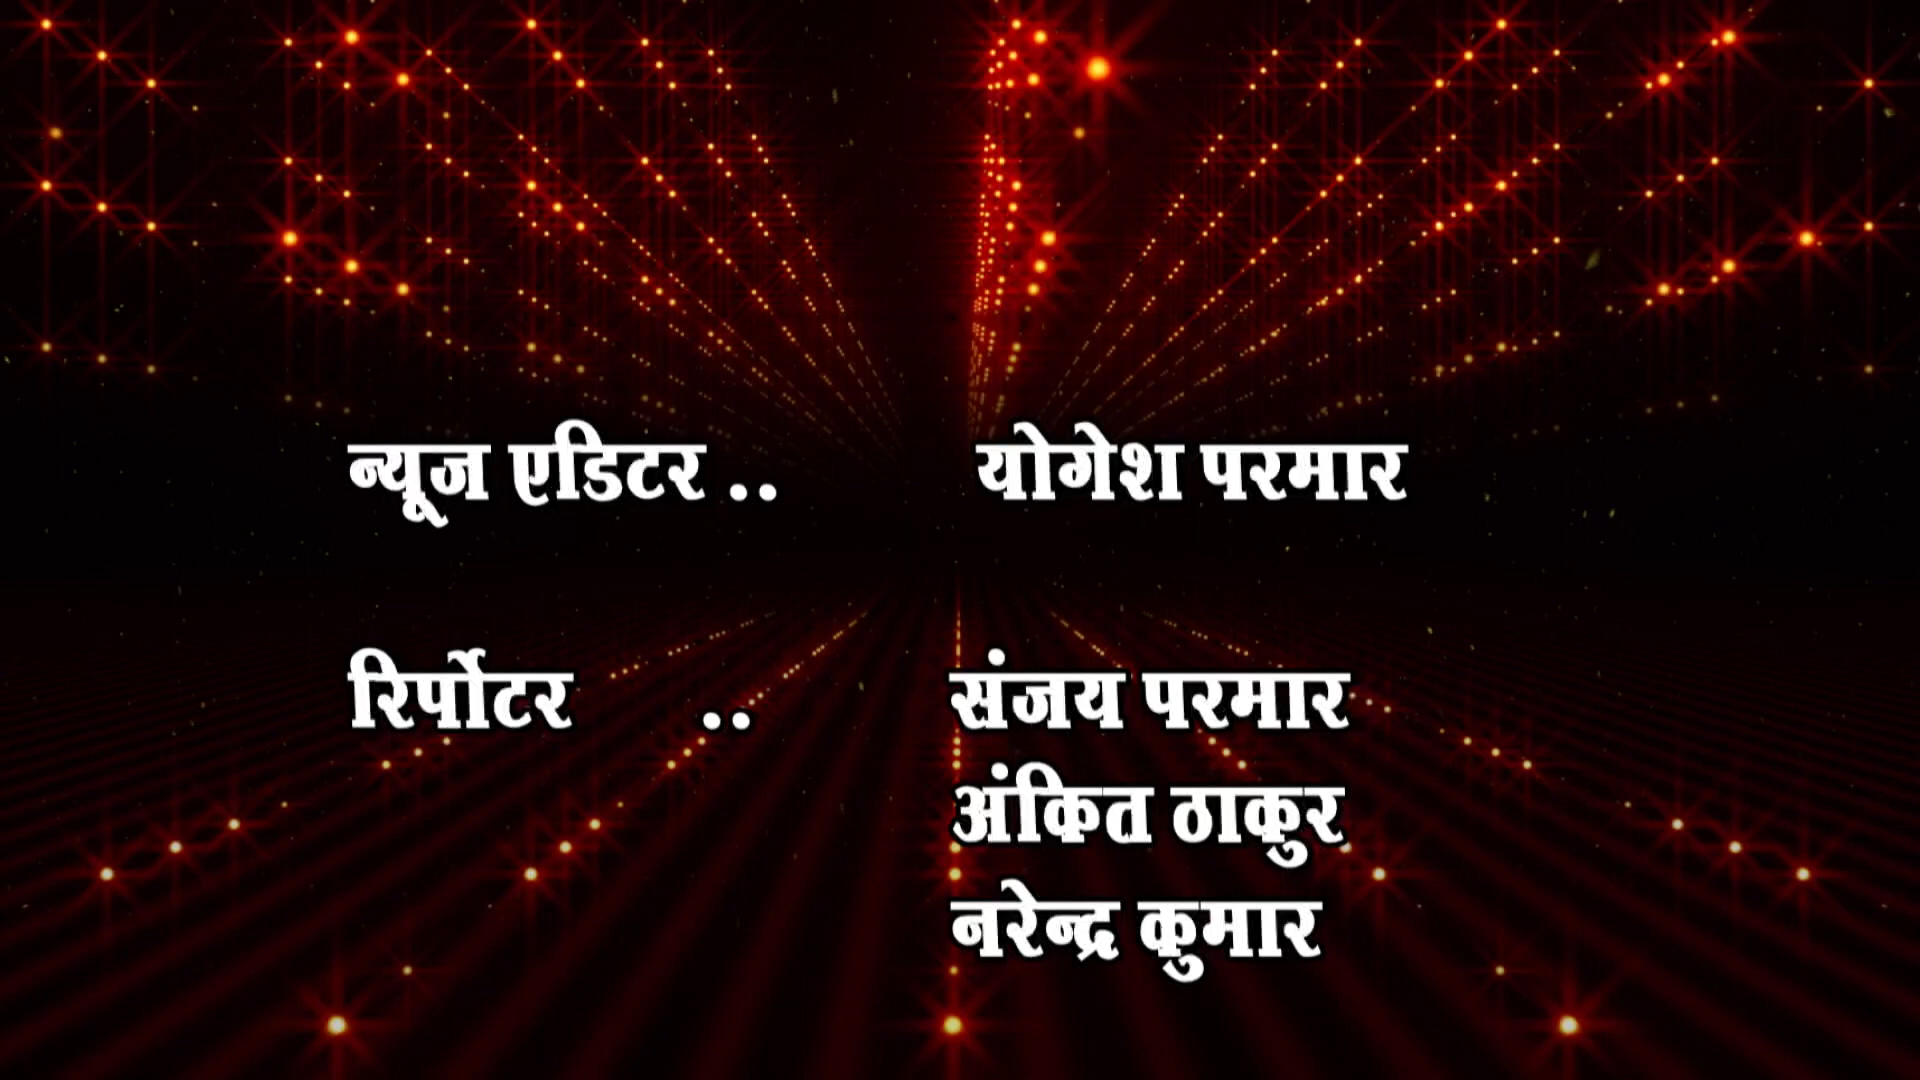 न्यूज एडिटर .. योगेश परमार
रिर्पोटर .. संजय परमार
अंकित ठाकुर
नरेन्द्र कुमार